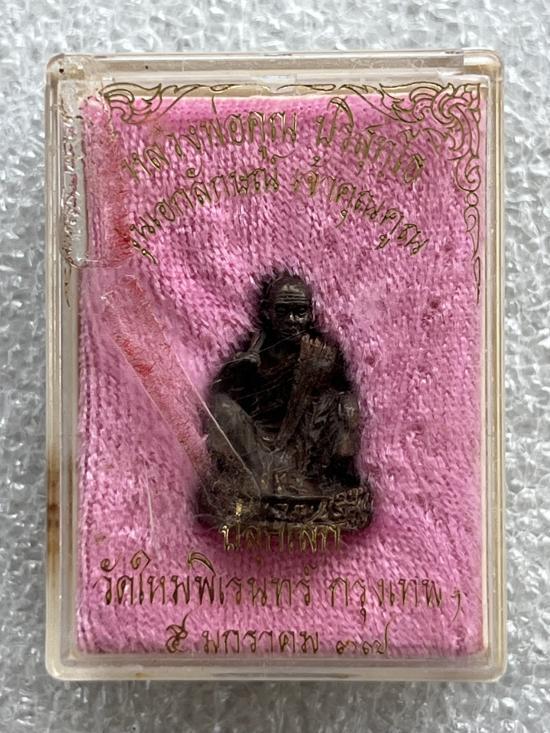 หลวงพ่อคูณ ปริสุทโธ
รุ่นเอกลักษณ์ เจ้าคุณคูณ
ปลุกเสก
วัดใหม่พิเรนทร์ กรุงเทพฯ
๕ มกราคม ๓๗